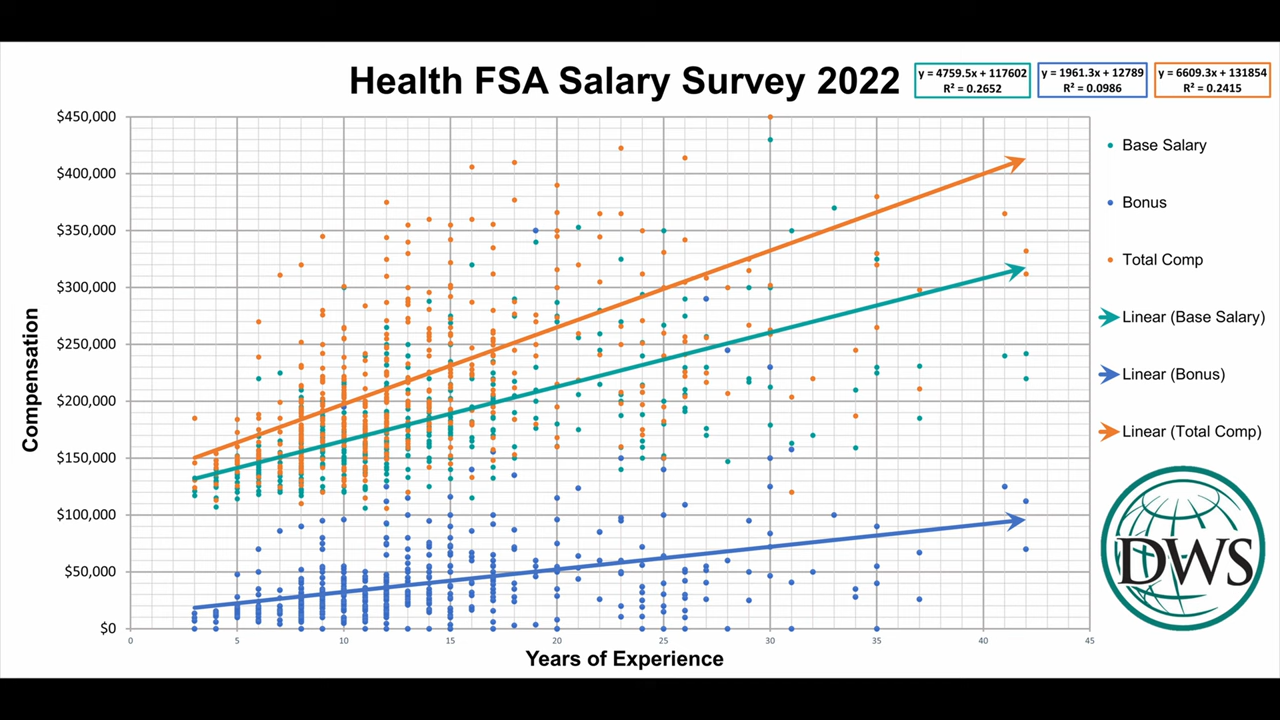 Health FSA Salary Survey 2022
y = 4759.5x + 117602
R² = 0.2652
y = 1961.3x + 12789
R² = 0.0986
y = 6609.3x + 131854
R² = 0.2415
$450,000
$400,000
$350,000
$300,000
$250,000
$200,000
$150,000
$100,000
$50,000
$0
Compensation
0 5 10 15 20 25 30 35 40 45
Years of Experience
Base Salary
Bonus
Total Comp
Linear (Base Salary)
Linear (Bonus)
Linear (Total Comp)
DWS